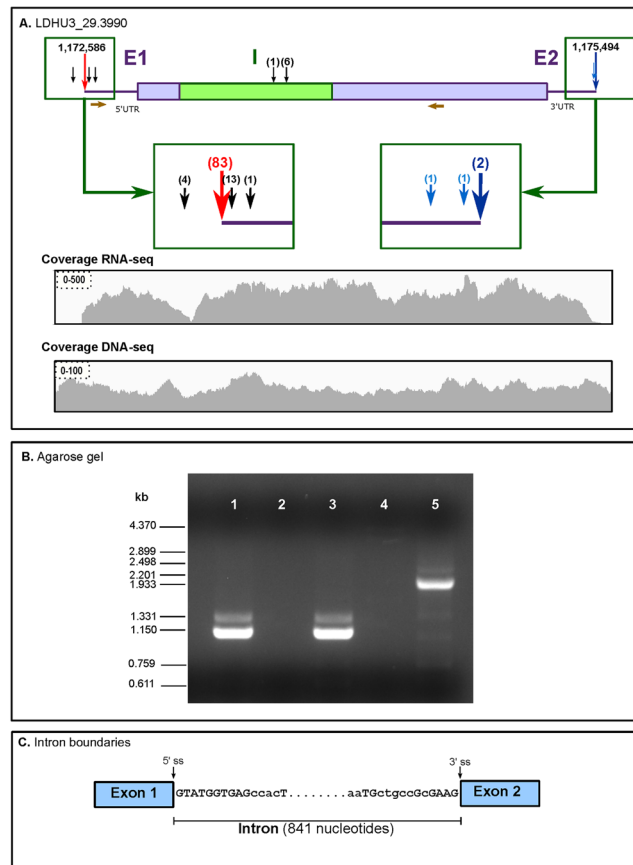 A. LDHU3_29.3990
1,172,586
E1
I
(1) (6)
E2
1,175,494
5'UTR
3'UTR
(4)
(83)
(13)
(1)
(1)
(1)
(2)
Coverage RNA-seq
0-500
Coverage DNA-seq
0-100
B. Agarose gel
kb
1 2 3 4 5
4.370
2.899
2.498
2.201
1.933
1.331
1.150
0.759
0.611
C. Intron boundaries
5' ss
3' ss
Exon 1
GTATGGTGAGCcacT........aaTGctgccGcGAAG
Exon 2
Intron (841 nucleotides)